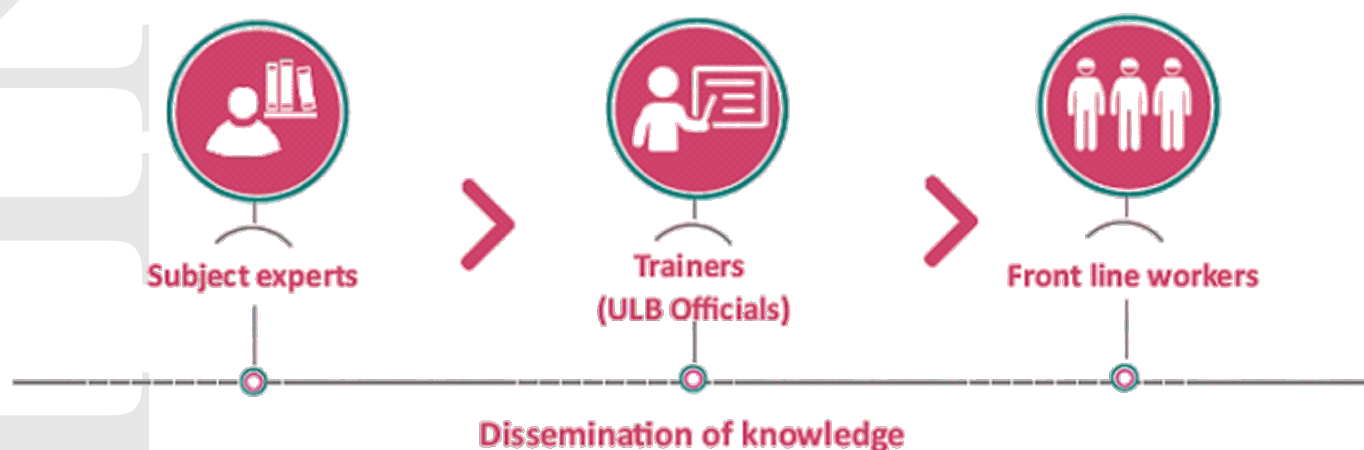 Subject experts
Trainers
(ULB Officials)
Front line workers
Dissemination of knowledge